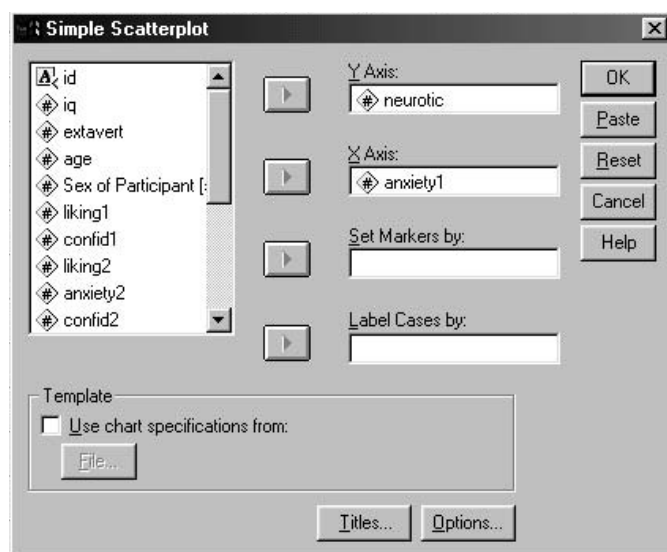 Simple Scatterplot
id
iq
extavert
age
Sex of Participant [
liking1
confid1
liking2
anxiety2
confid2
Y Axis:
neurotic
X Axis:
anxiety1
Set Markers by:
Label Cases by:
OK
Paste
Reset
Cancel
Help
Template
Use chart specifications from:
File...
Titles...
Options...